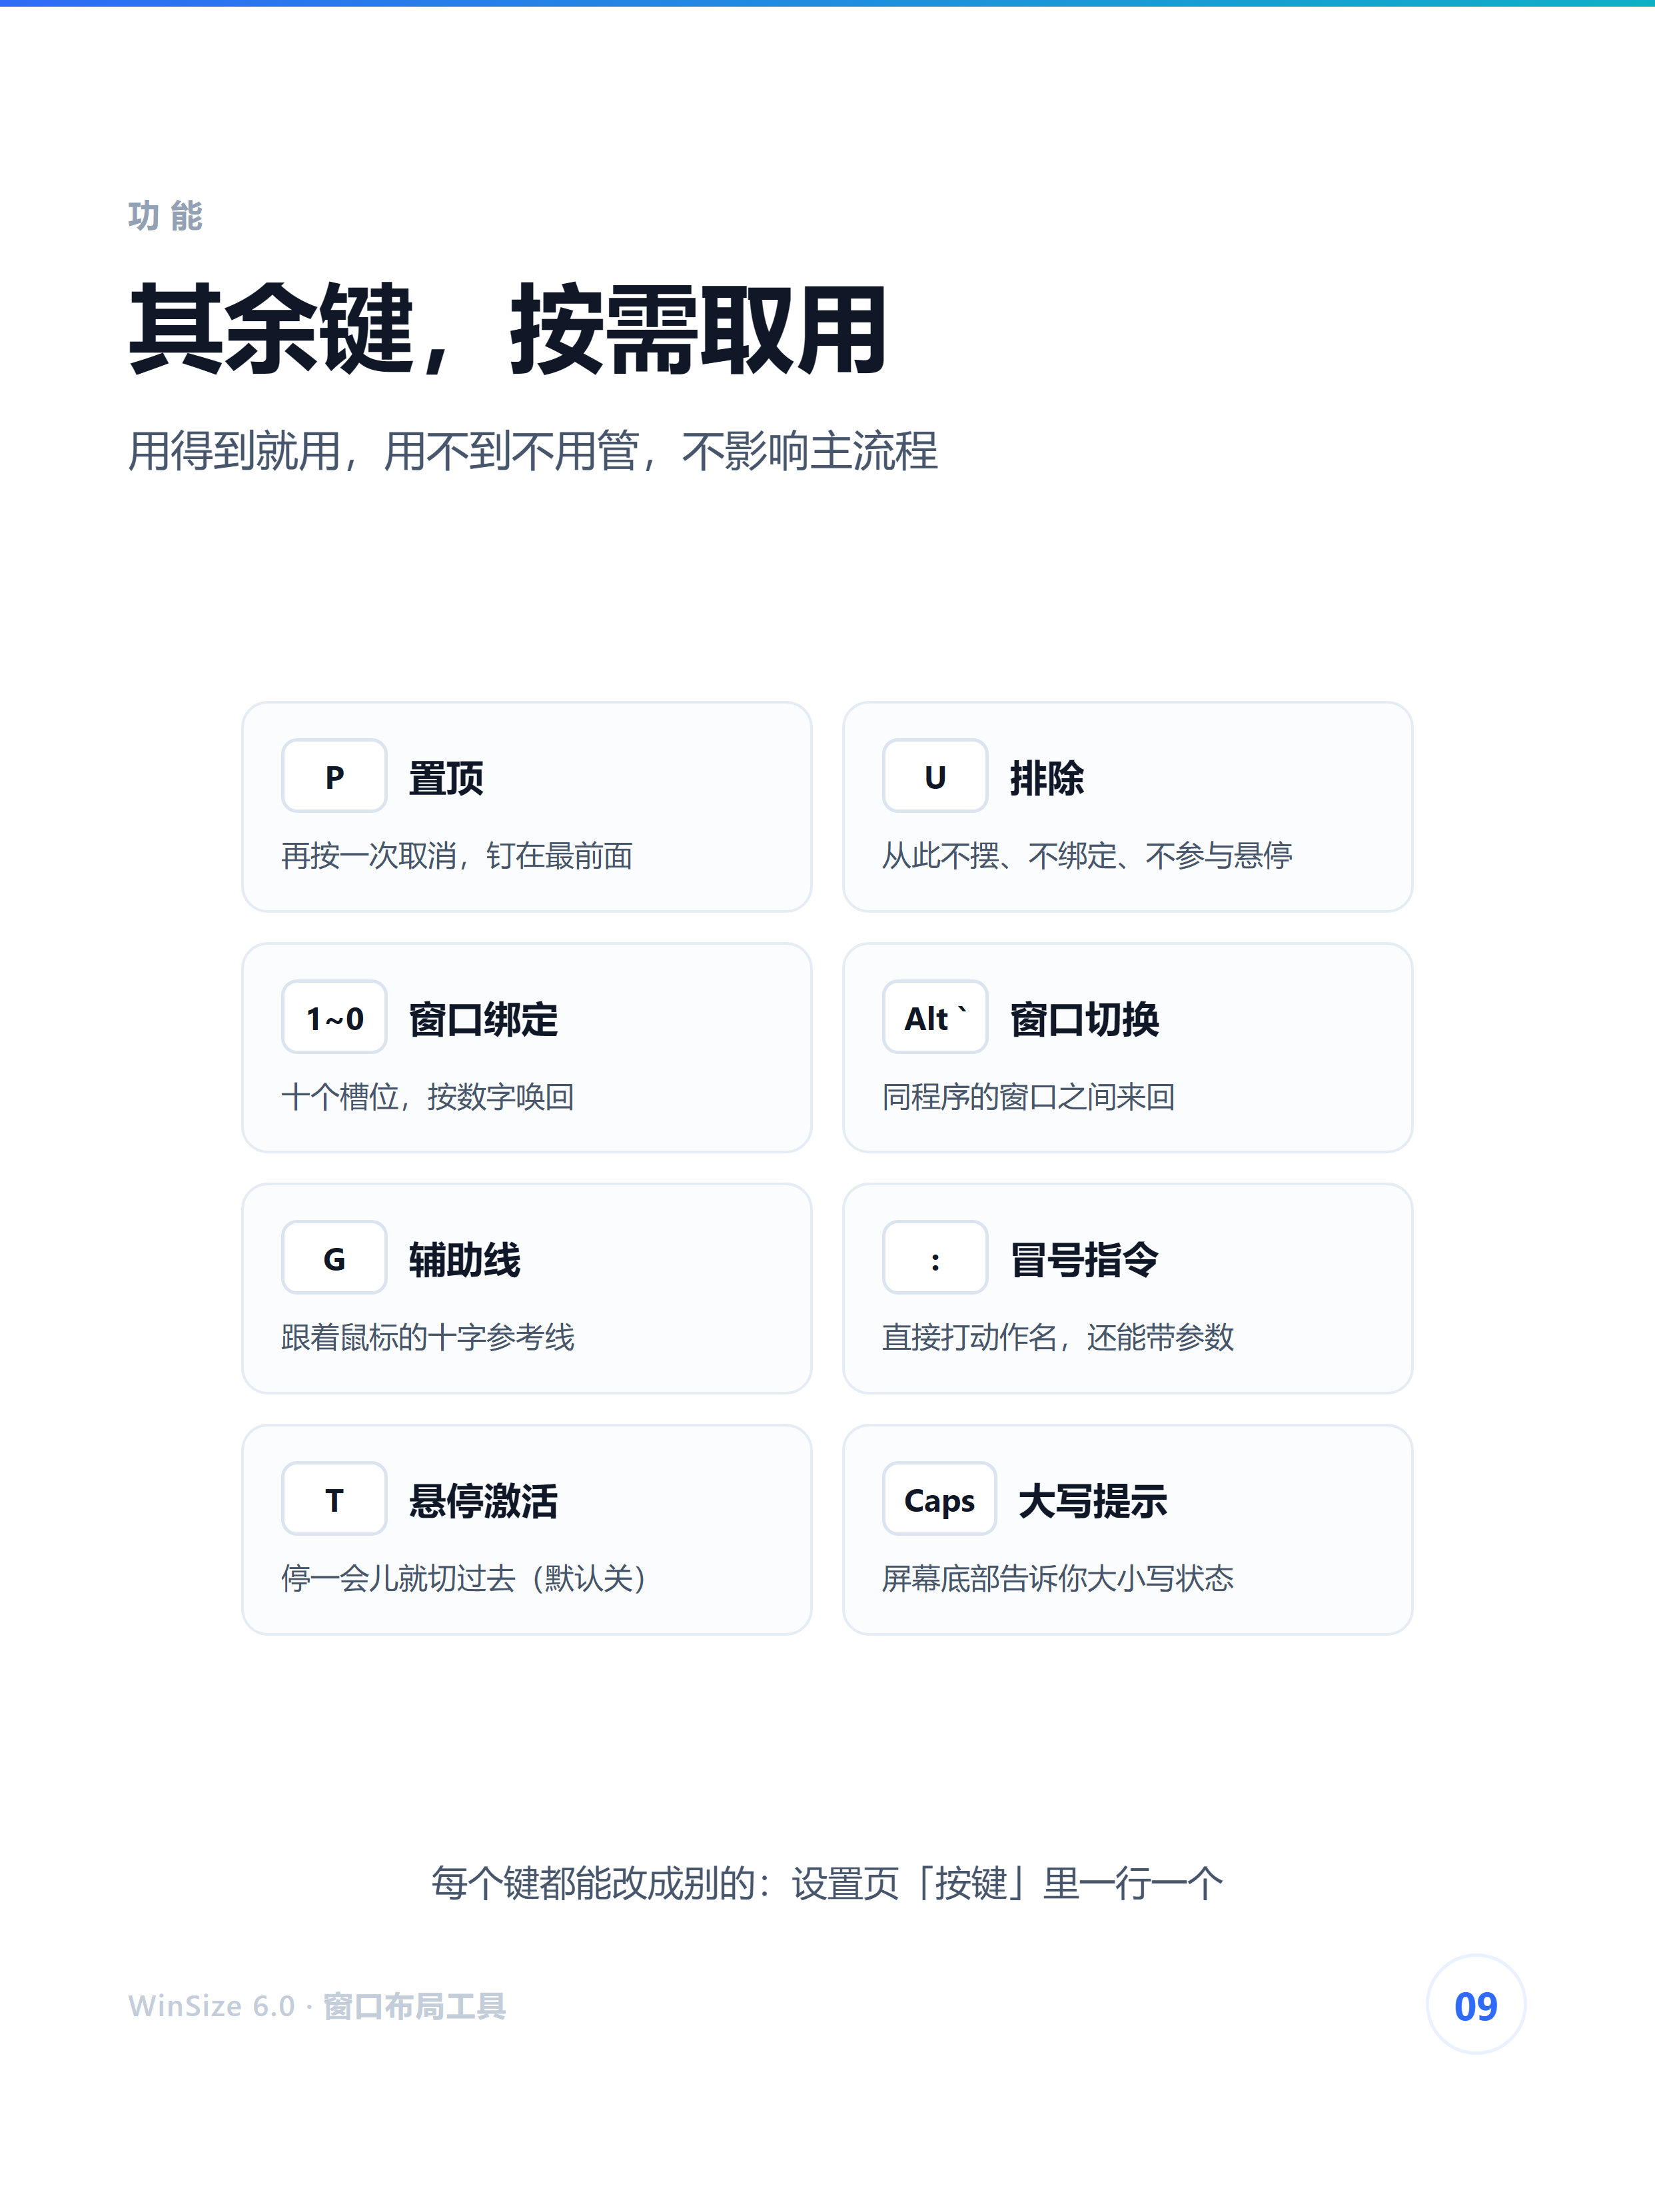 功能
其余键，按需取用
用得到就用，用不到不用管，不影响主流程
P 置顶
再按一次取消，钉在最前面
U 排除
从此不摆、不绑定、不参与悬停
1~0 窗口绑定
十个槽位，按数字唤回
Alt ` 窗口切换
同程序的窗口之间来回
G 辅助线
跟着鼠标的十字参考线
: 冒号指令
直接打动作名，还能带参数
T 悬停激活
停一会儿就切过去（默认关）
Caps 大写提示
屏幕底部告诉你大小写状态
每个键都能改成别的：设置页「按键」里一行一个
WinSize 6.0 · 窗口布局工具
09